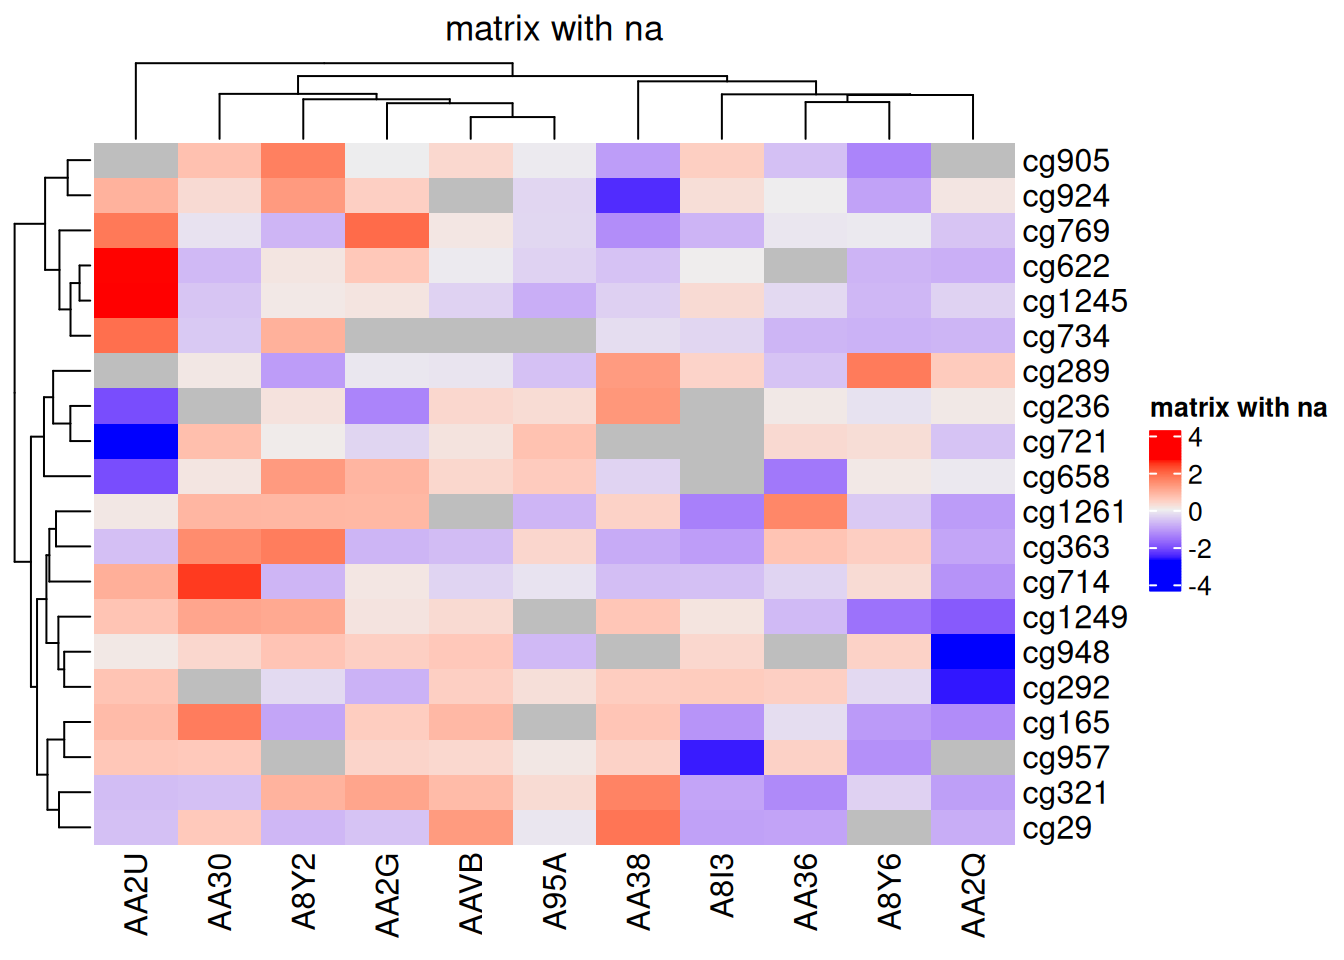 matrix with na
cg905
cg924
cg769
cg622
cg1245
cg734
cg289
cg236
cg721
cg658
cg1261
cg363
cg714
cg1249
cg948
cg292
cg165
cg957
cg321
cg29
matrix with na
4
2
0
-2
-4
AA2U
AA30
A8Y2
AA2G
AAVB
A95A
AA38
A8I3
AA36
A8Y6
AA2Q